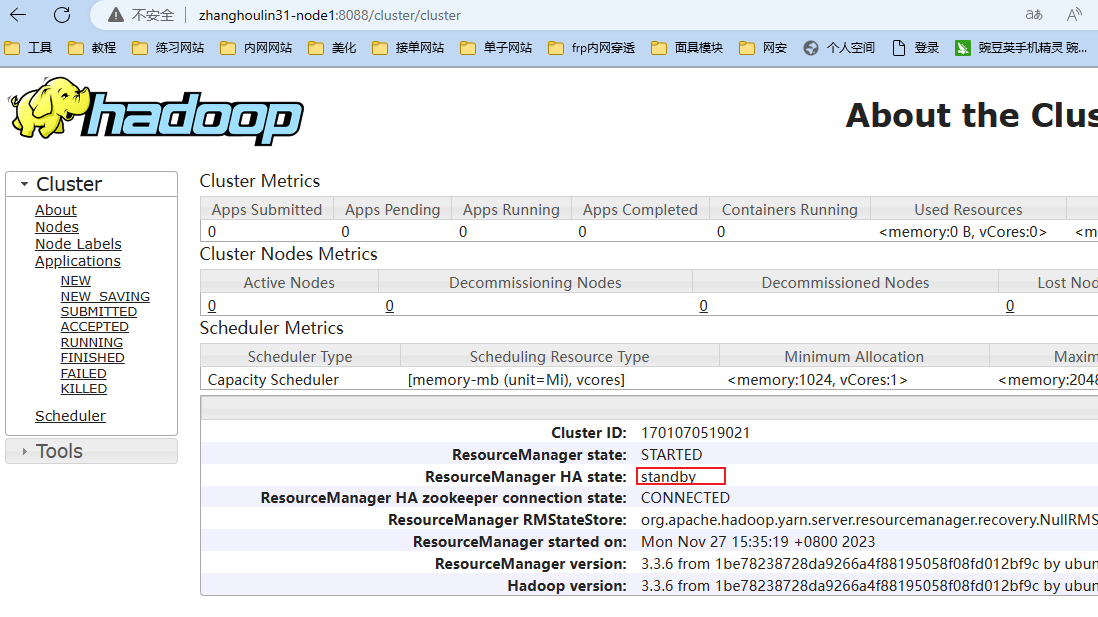 不安全 zhanghoulin31-node1:8088/cluster/cluster aあ A
工具 教程 练习网站 内网网站 美化 接单网站 单子网站 frp内网穿透 面具模块 网安 个人空间 登录 豌豆荚手机精灵 豌...
hadoop
About the Clus
Cluster
About
Nodes
Node Labels
Applications
NEW
NEW_SAVING
SUBMITTED
ACCEPTED
RUNNING
FINISHED
FAILED
KILLED
Scheduler
Tools
Cluster Metrics
Apps Submitted Apps Pending Apps Running Apps Completed Containers Running Used Resources
0 0 0 0 0 <memory:0 B, vCores:0> <m
Cluster Nodes Metrics
Active Nodes Decommissioning Nodes Decommissioned Nodes Lost Nod
0 0 0 0
Scheduler Metrics
Scheduler Type Scheduling Resource Type Minimum Allocation Maxim
Capacity Scheduler [memory-mb (unit=Mi), vcores] <memory:1024, vCores:1> <memory:2048
Cluster ID: 1701070519021
ResourceManager state: STARTED
ResourceManager HA state: standby
ResourceManager HA zookeeper connection state: CONNECTED
ResourceManager RMStateStore: org.apache.hadoop.yarn.server.resourcemanager.recovery.NullRMS
ResourceManager started on: Mon Nov 27 15:35:19 +0800 2023
ResourceManager version: 3.3.6 from 1be78238728da9266a4f88195058f08fd012bf9c by ubun
Hadoop version: 3.3.6 from 1be78238728da9266a4f88195058f08fd012bf9c by ubun